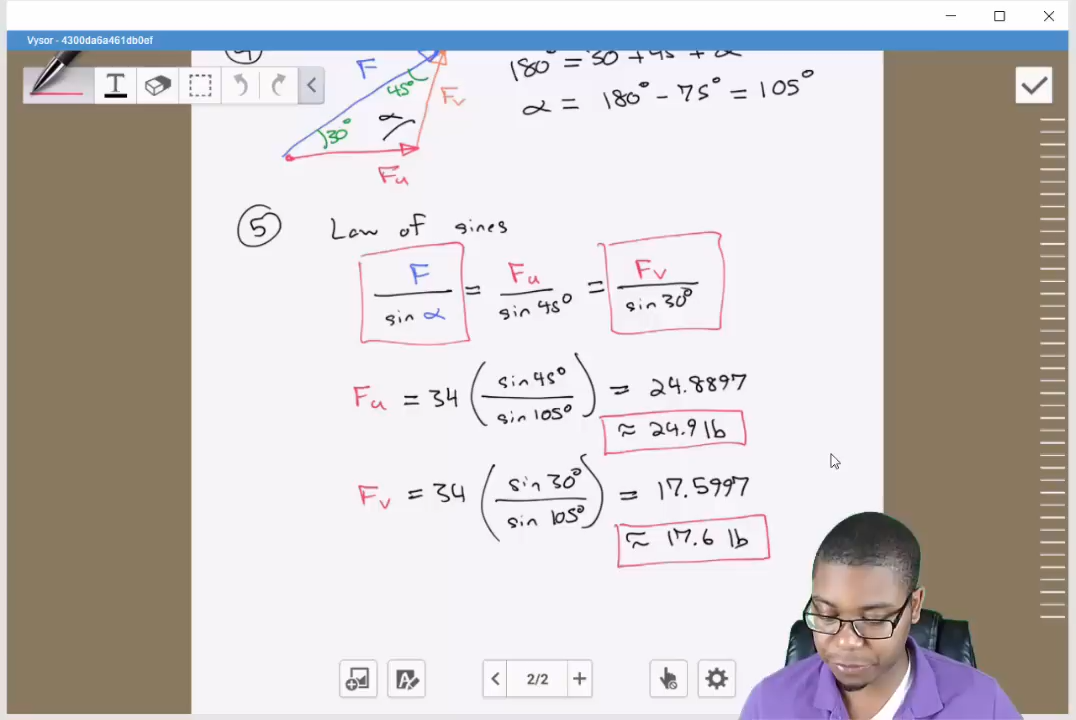 Vysor - 4300da6a461db0ef
4
F
45°
Fv
α
30°
Fu
180° = 30 + 45 + α
α = 180° - 75° = 105°
T
5 Law of sines
F / sin α = Fu / sin 45° = Fv / sin 30°
Fu = 34 ( sin 45° / sin 105° ) = 24.8897
≈ 24.9 lb
Fv = 34 ( sin 30° / sin 105° ) = 17.5997
≈ 17.6 lb
A
2/2